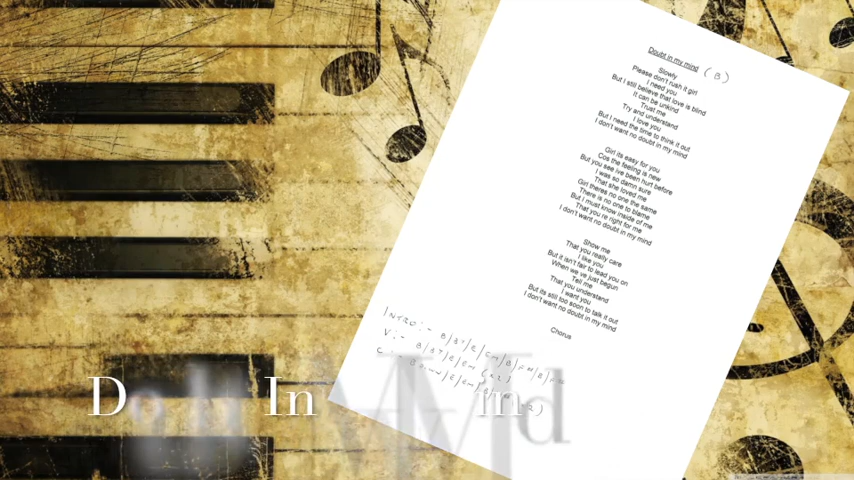 Doubt in my mind (B)
Slowly
Please don't rush it girl
I need you
But I still believe that love is blind
It can be unkind
Trust me
Try and understand
I love you
But I need the time to think it out
I don't want no doubt in my mind
Girl its easy for you
Cos the feeling is new
But you see ive been hurt before
I was so damn sure
That she loved me
Girl theres no one the same
There is no one to blame
But I must know inside of me
That you re right for me
I don't want no doubt in my mind
Show me
That you really care
I like you
But it isn't fair to lead you on
When we've just begun
Tell me
That you understand
I want you
But its still too soon to talk it out
I don't want no doubt in my mind
Chorus
INTRO:- B/B7/E/Em/B/
V:- B/B7/E/Em
C:-
In